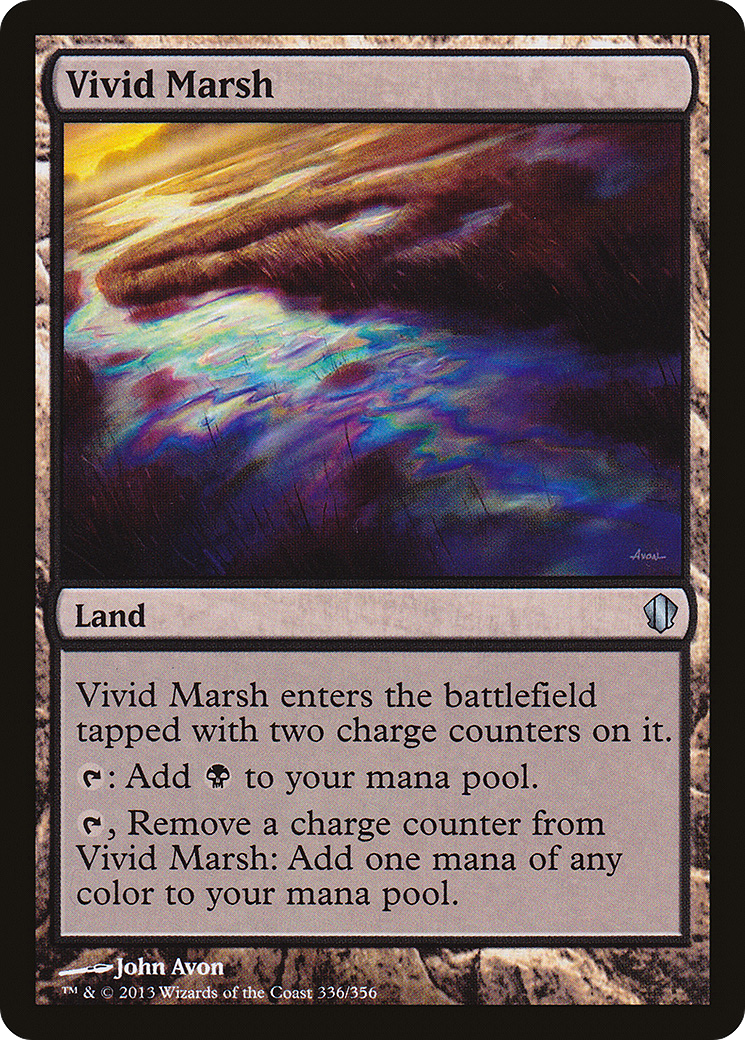 Vivid Marsh
AVON
Land
Vivid Marsh enters the battlefield
tapped with two charge counters on it.
: Add to your mana pool.
, Remove a charge counter from
Vivid Marsh: Add one mana of any
color to your mana pool.
John Avon
™ & © 2013 Wizards of the Coast 336/356